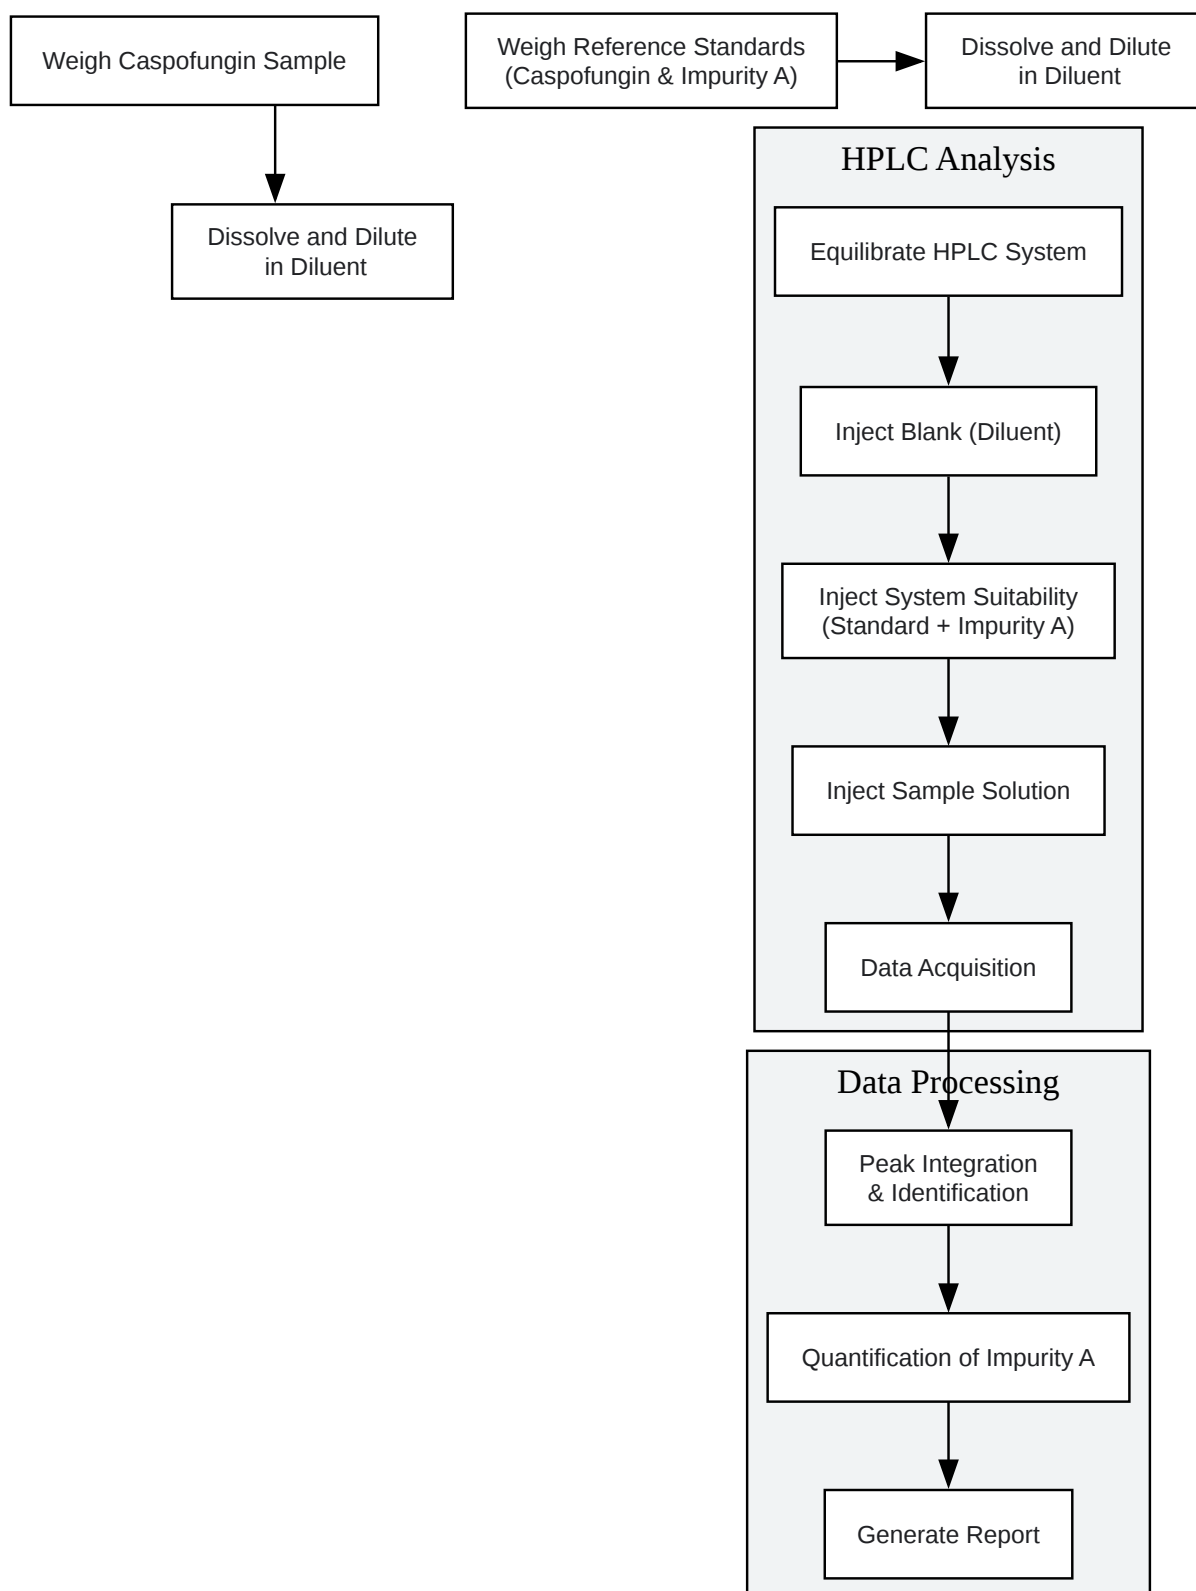 Weigh Caspofungin Sample
Weigh Reference Standards
(Caspofungin & Impurity A)
Dissolve and Dilute
in Diluent
Dissolve and Dilute
in Diluent
HPLC Analysis
Equilibrate HPLC System
Inject Blank (Diluent)
Inject System Suitability
(Standard + Impurity A)
Inject Sample Solution
Data Acquisition
Data Processing
Peak Integration
& Identification
Quantification of Impurity A
Generate Report